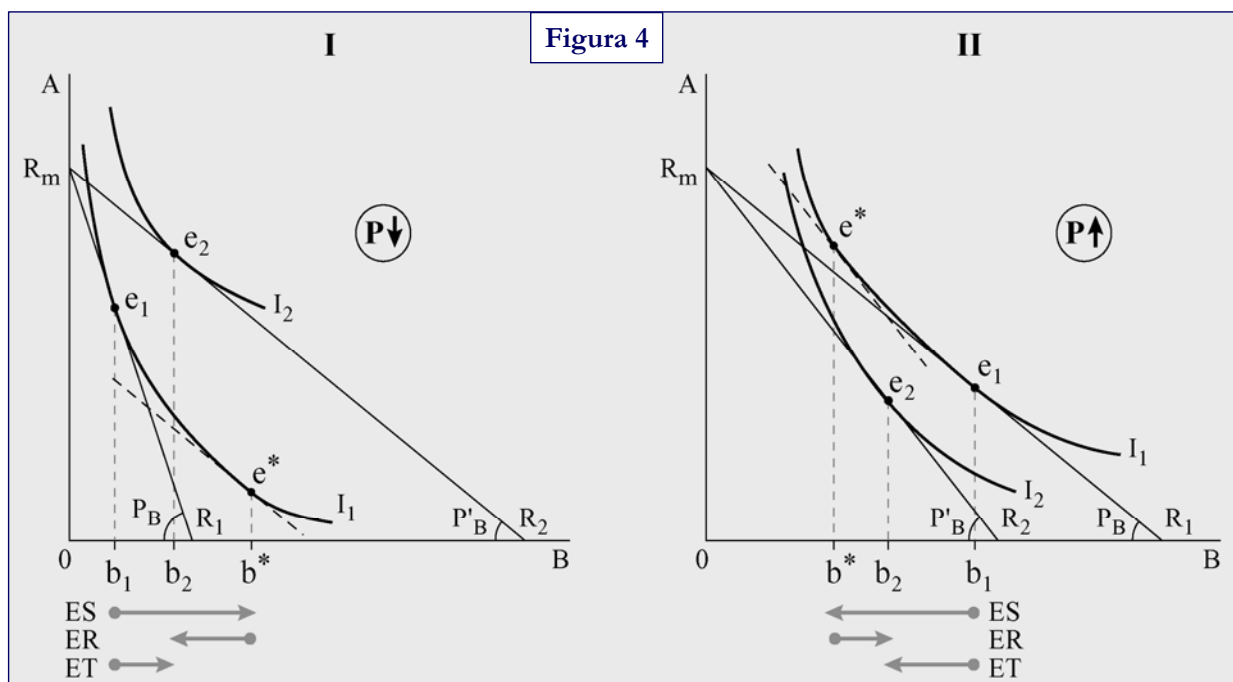 Figura 4
I
A
R_m
P↓
e_2
e_1
I_2
e*
I_1
P_B
R_1
P'_B
R_2
0
B
b_1 b_2 b*
ES
ER
ET
II
A
R_m
P↑
e*
e_1
e_2
I_1
I_2
P'_B
R_2
P_B
R_1
0
B
b* b_2 b_1
ES
ER
ET